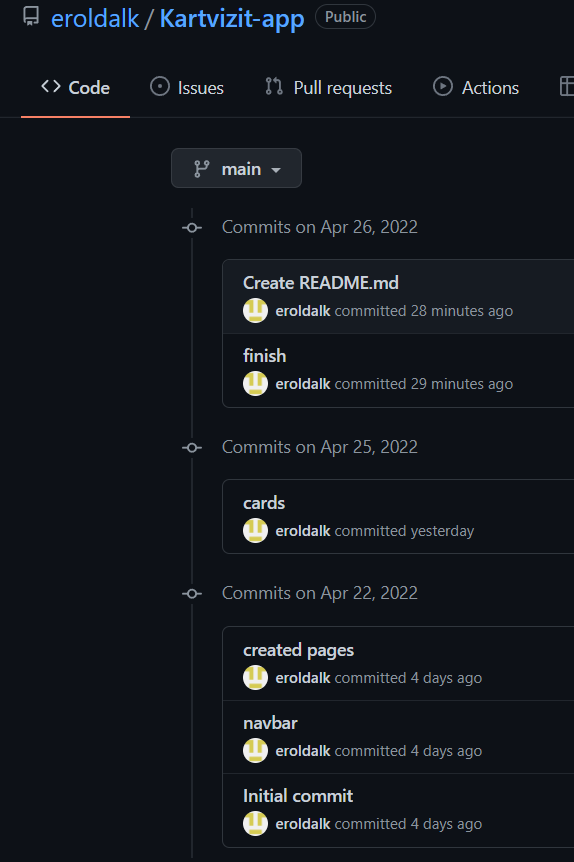 eroldalk / Kartvizit-app Public
Code Issues Pull requests Actions
main
Commits on Apr 26, 2022
Create README.md
eroldalk committed 28 minutes ago
finish
eroldalk committed 29 minutes ago
Commits on Apr 25, 2022
cards
eroldalk committed yesterday
Commits on Apr 22, 2022
created pages
eroldalk committed 4 days ago
navbar
eroldalk committed 4 days ago
Initial commit
eroldalk committed 4 days ago